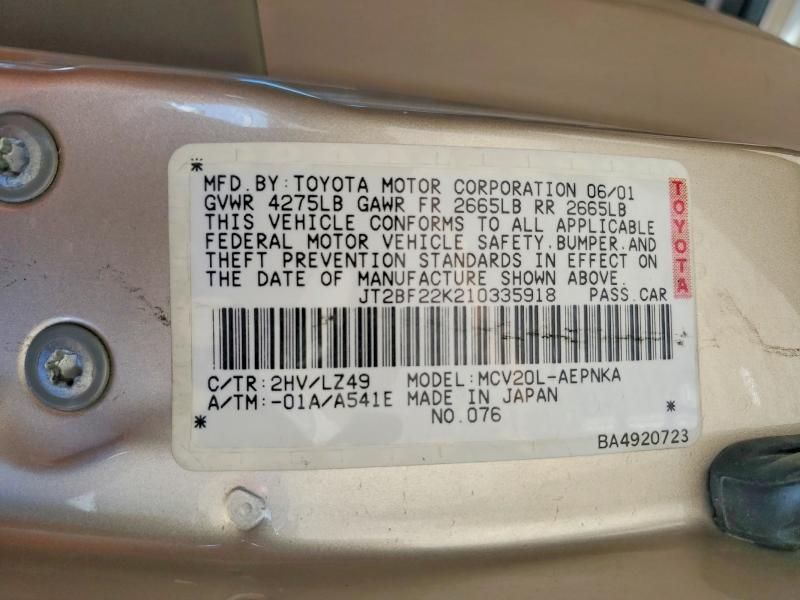 MFD.BY:TOYOTA MOTOR CORPORATION 06/01
GVWR 4275LB GAWR FR 2665LB RR 2665LB
THIS VEHICLE CONFORMS TO ALL APPLICABLE
FEDERAL MOTOR VEHICLE SAFETY.BUMPER.AND
THEFT PREVENTION STANDARDS IN EFFECT ON
THE DATE OF MANUFACTURE SHOWN ABOVE.
JT2BF22K210335918 PASS.CAR
TOYOTA
C/TR:2HV/LZ49 MODEL:MCV20L-AEPNKA
A/TM:-01A/A541E MADE IN JAPAN
NO.076
BA4920723